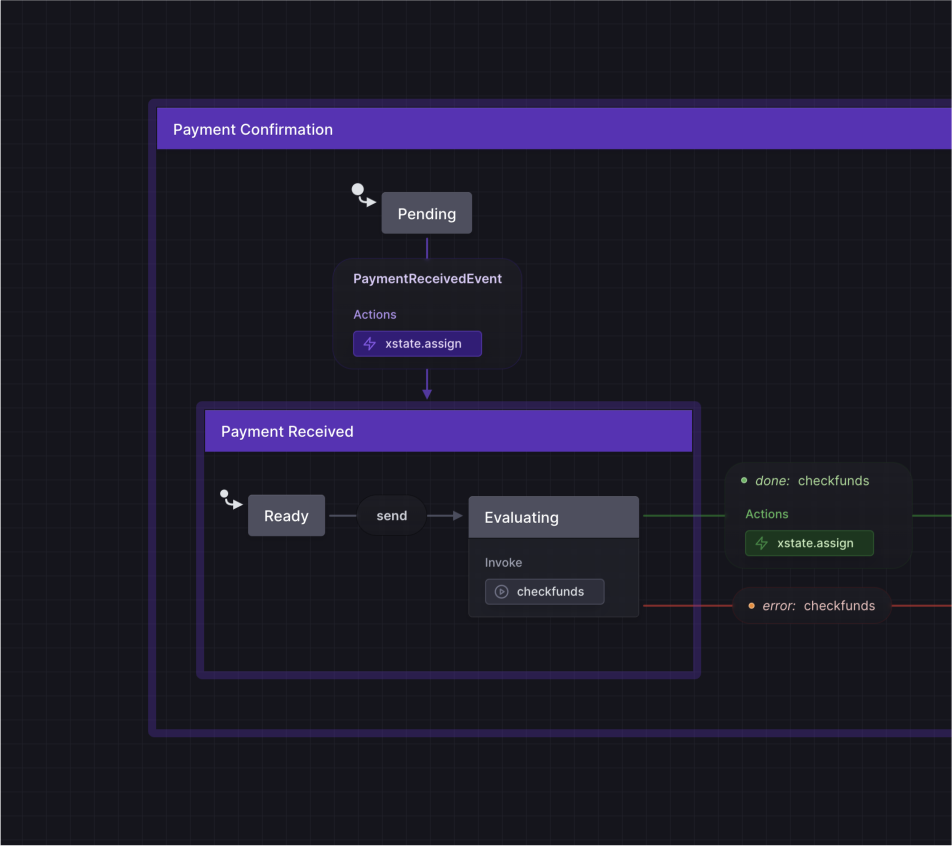 Payment Confirmation
Pending
PaymentReceivedEvent
Actions
xstate.assign
Payment Received
Ready
send
Evaluating
Invoke
checkfunds
done: checkfunds
Actions
xstate.assign
error: checkfunds